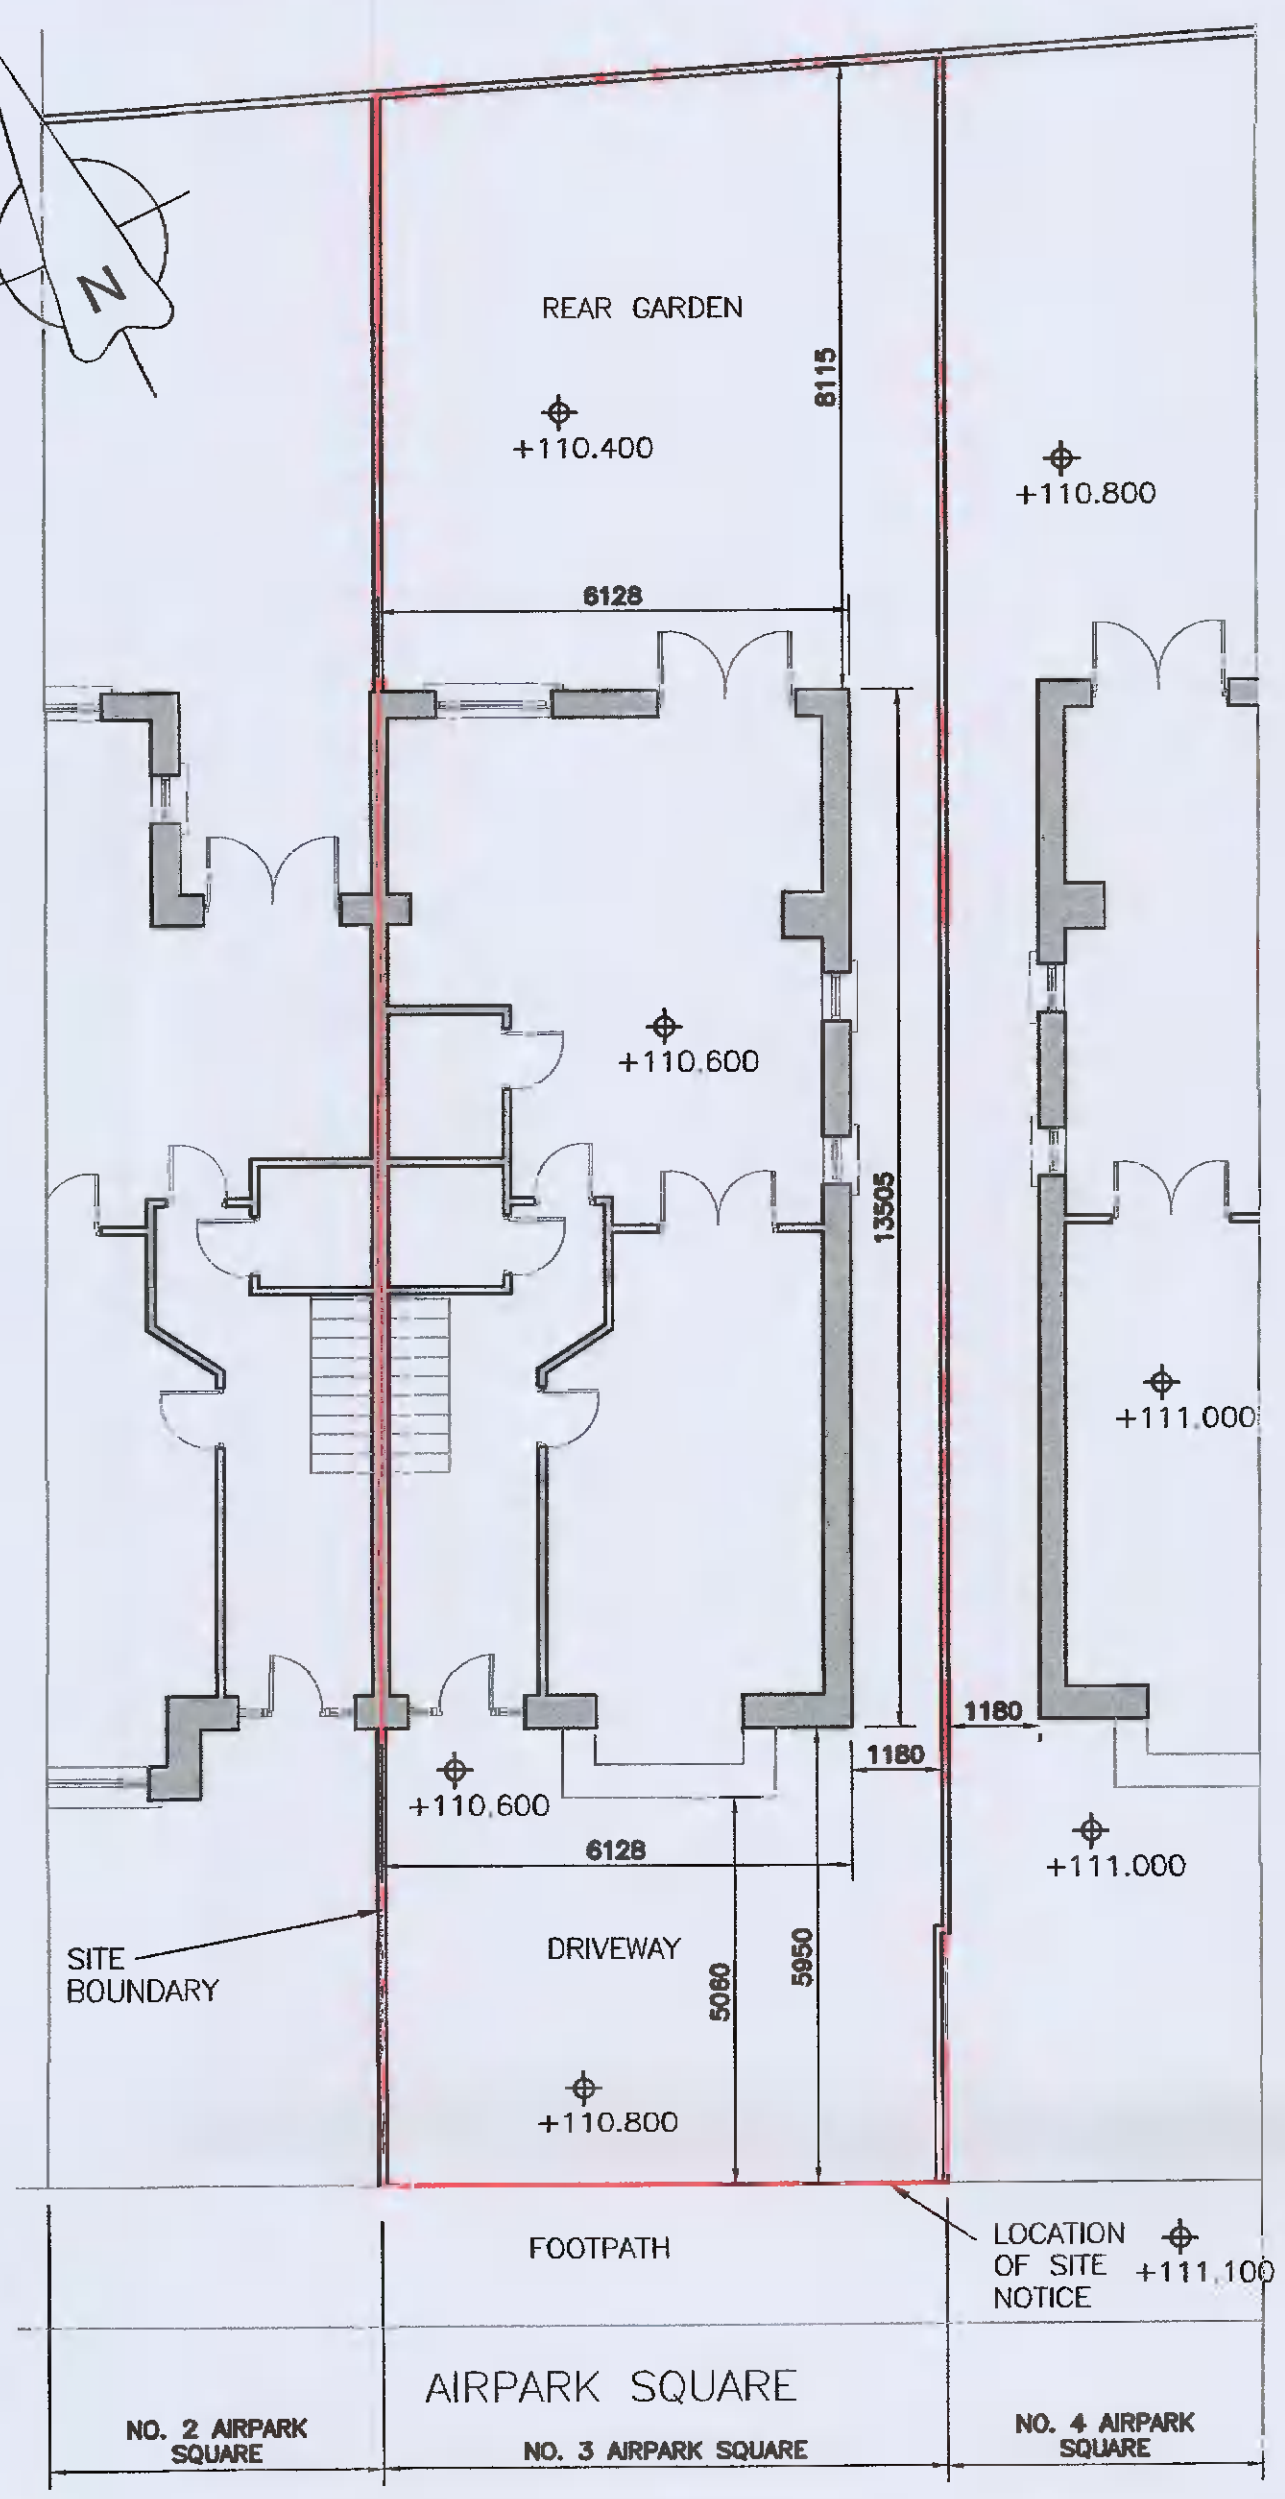 N
REAR GARDEN
8115
+110.400
+110.800
6128
+110.600
13505
+111.000
1180
1180
+110.600
+111.000
6128
SITE
BOUNDARY
DRIVEWAY
5060
5950
+110.800
FOOTPATH
LOCATION
OF SITE
NOTICE
+111.100
AIRPARK SQUARE
NO. 2 AIRPARK
SQUARE
NO. 3 AIRPARK SQUARE
NO. 4 AIRPARK
SQUARE